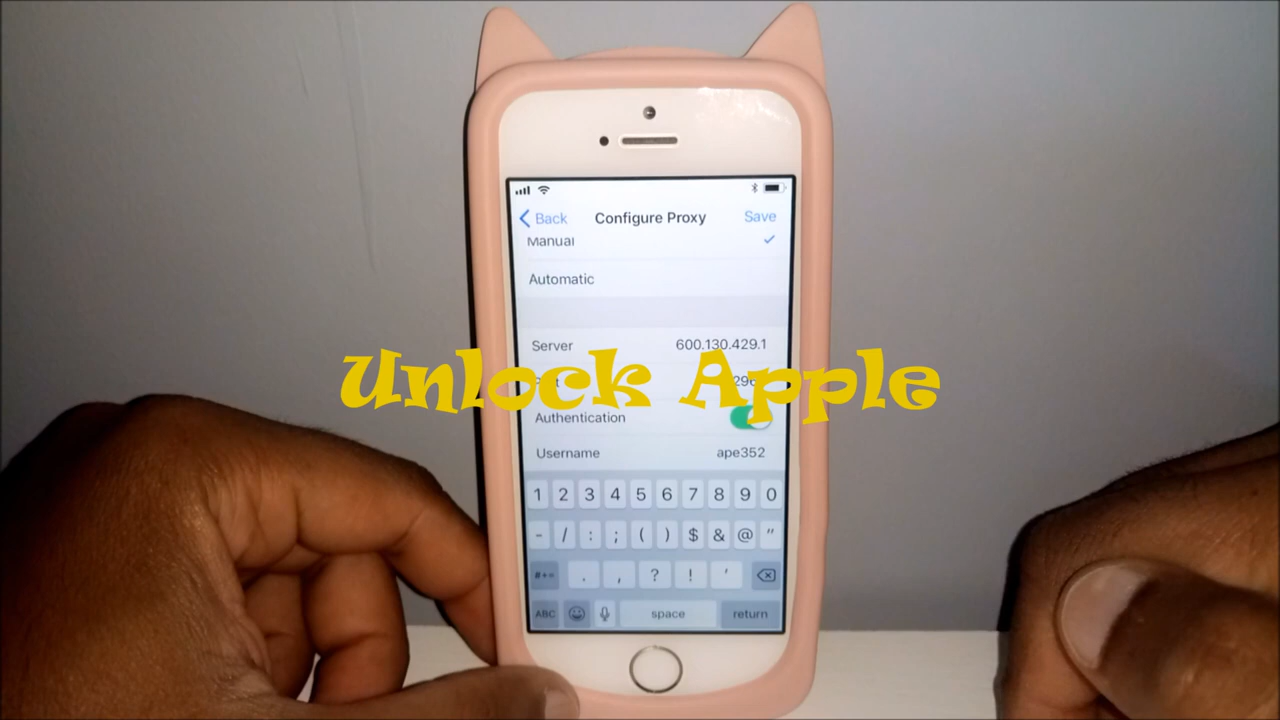 Back Configure Proxy Save
Manual
Automatic
Server 600.130.429.1
Unlock Apple
Authentication
Username ape352
1 2 3 4 5 6 7 8 9 0
- / : ; ( ) $ & @ "
#+= . , ? ! '
ABC space return